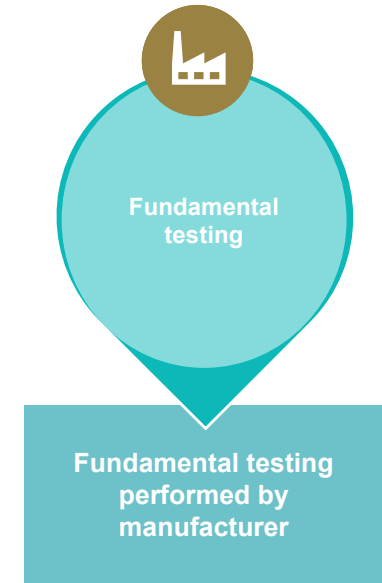 Fundamental
testing
Fundamental testing
performed by
manufacturer